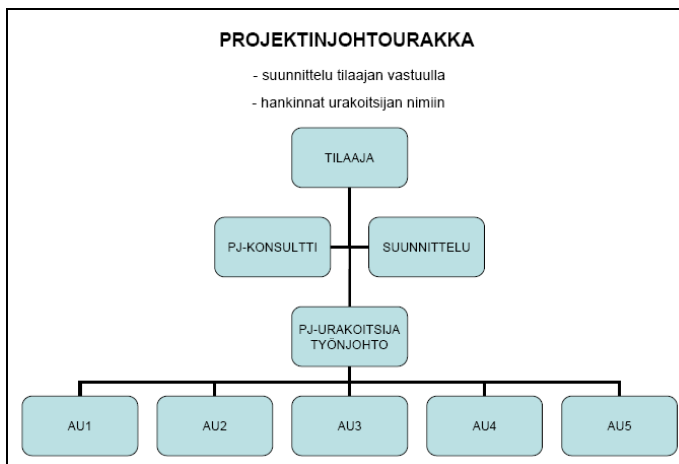 PROJEKTINJOHTOURAKKA
- suunnittelu tilaajan vastuulla
- hankinnat urakoitsijan nimiin
TILAAJA
PJ-KONSULTTI
SUUNNITTELU
PJ-URAKOITSIJA
TYÖNJOHTO
AU1
AU2
AU3
AU4
AU5